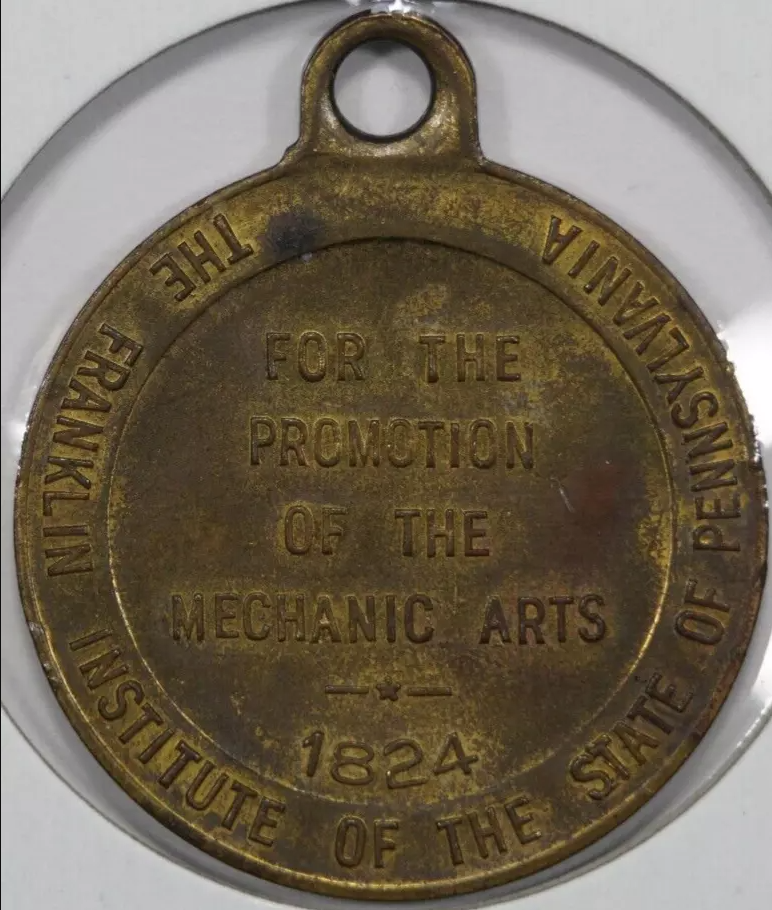 THE FRANKLIN INSTITUTE OF THE STATE OF PENNSYLVANIA
FOR THE
PROMOTION
OF THE
MECHANIC ARTS
1824